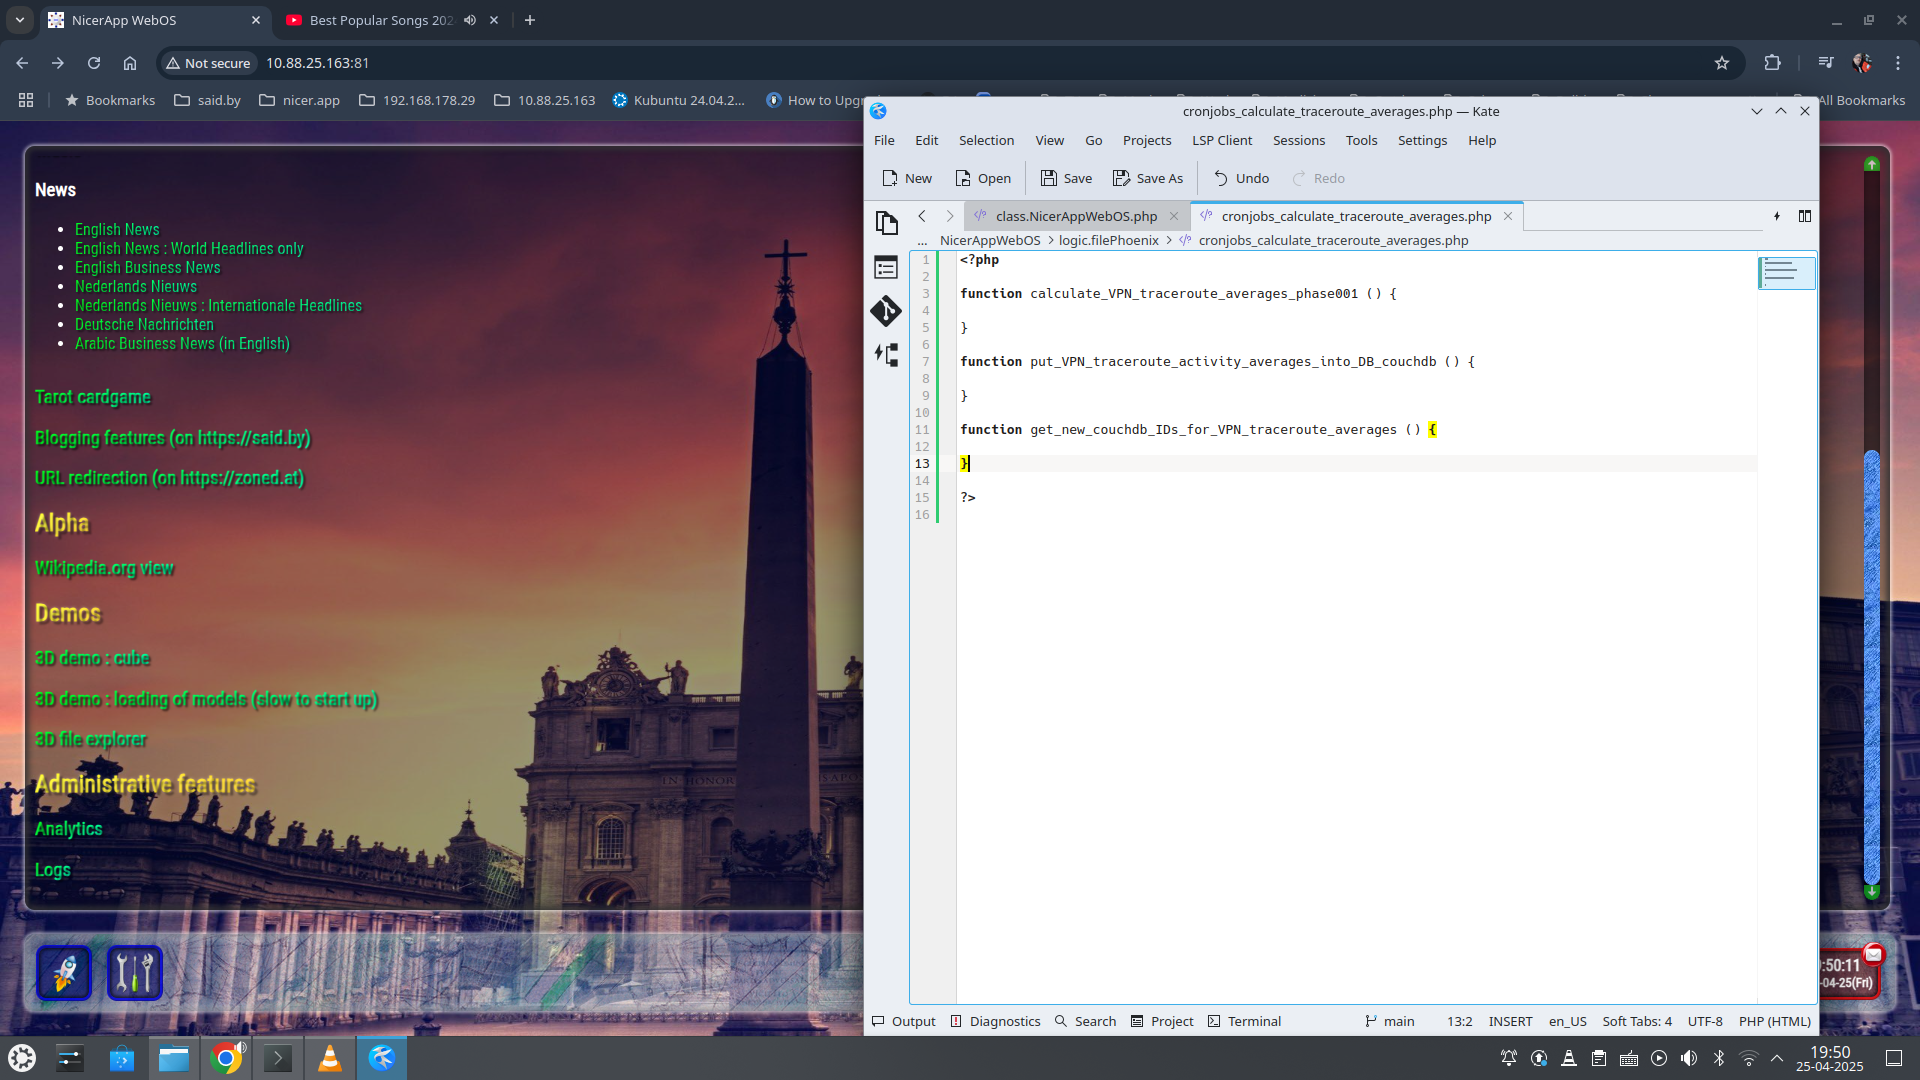 NicerApp WebOS
Best Popular Songs 202
Not secure 10.88.25.163:81
Bookmarks said.by nicer.app 192.168.178.29 10.88.25.163 Kubuntu 24.04.2... How to Upgr All Bookmarks
cronjobs_calculate_traceroute_averages.php — Kate
File Edit Selection View Go Projects LSP Client Sessions Tools Settings Help
New Open Save Save As Undo Redo
class.NicerAppWebOS.php cronjobs_calculate_traceroute_averages.php
... NicerAppWebOS > logic.filePhoenix > cronjobs_calculate_traceroute_averages.php
1 <?php
2
3 function calculate_VPN_traceroute_averages_phase001 () {
4
5 }
6
7 function put_VPN_traceroute_activity_averages_into_DB_couchdb () {
8
9 }
10
11 function get_new_couchdb_IDs_for_VPN_traceroute_averages () {
12
13 }
14
15 ?>
16
Output Diagnostics Search Project Terminal main 13:2 INSERT en_US Soft Tabs: 4 UTF-8 PHP (HTML)
News
English News
English News : World Headlines only
English Business News
Nederlands Nieuws
Nederlands Nieuws : Internationale Headlines
Deutsche Nachrichten
Arabic Business News (in English)
Tarot cardgame
Blogging features (on https://said.by)
URL redirection (on https://zoned.at)
Alpha
Wikipedia.org view
Demos
3D demo : cube
3D demo : loading of models (slow to start up)
3D file explorer
Administrative features
Analytics
Logs
IN HONOR
:50:11
-04-25(Fri)
19:50
25-04-2025